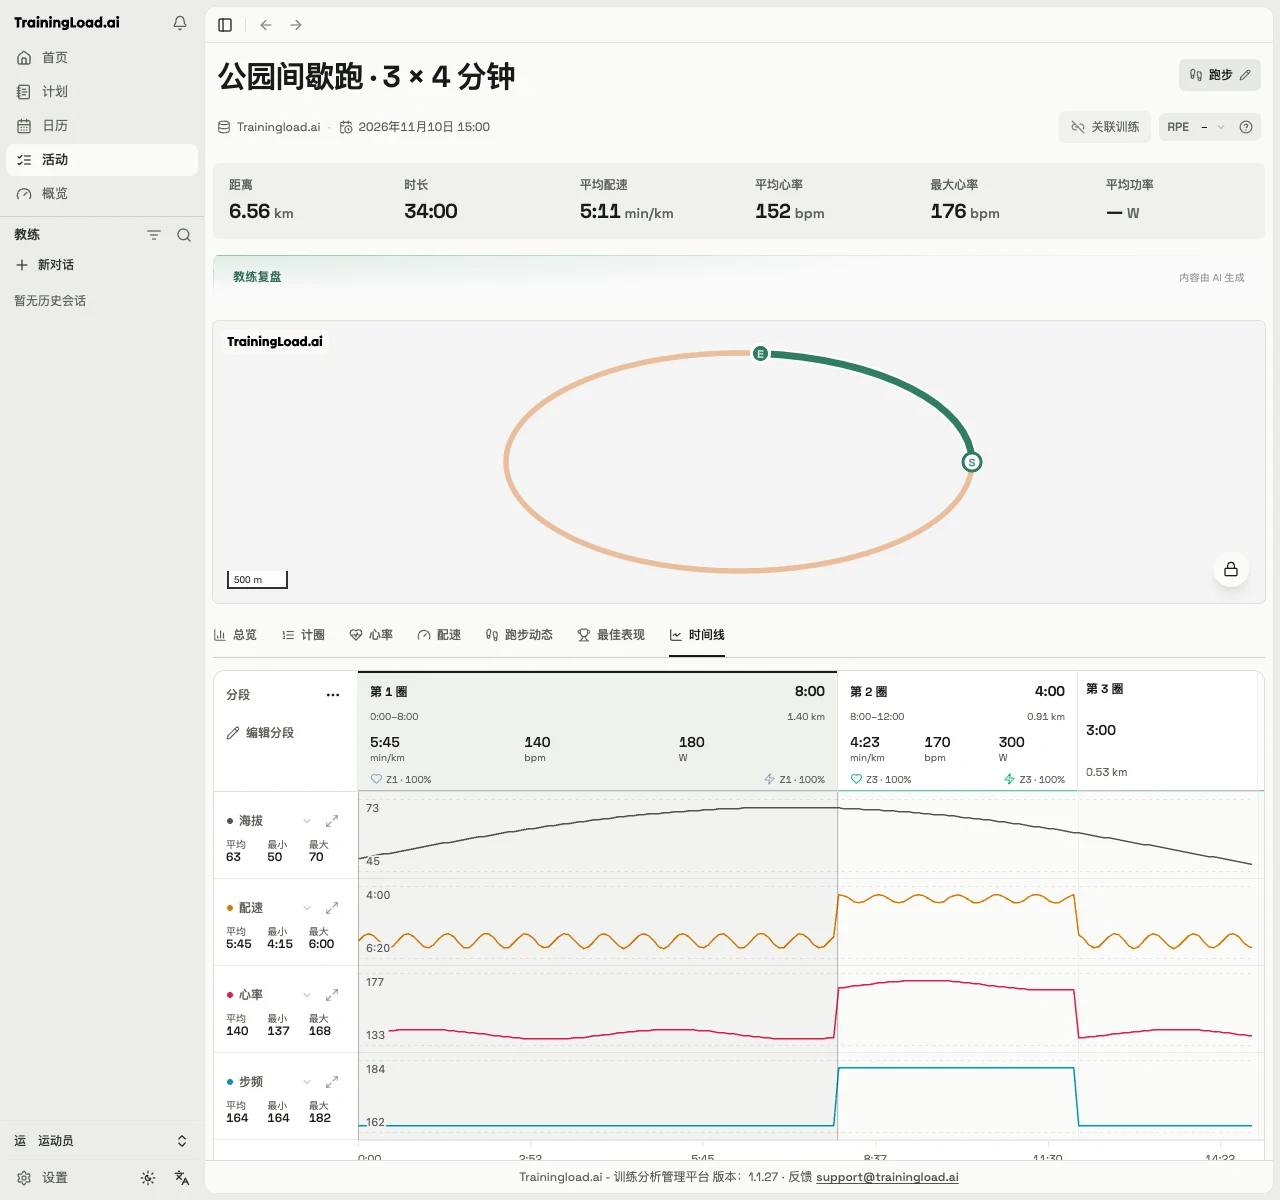 TrainingLoad.ai
首页
计划
日历
活动
概览
教练
新对话
暂无历史会话
运 运动员
设置
公园间歇跑 · 3 × 4 分钟
跑步
Trainingload.ai · 2026年11月10日 15:00
关联训练
RPE –
距离 时长 平均配速 平均心率 最大心率 平均功率
6.56 km 34:00 5:11 min/km 152 bpm 176 bpm — W
教练复盘
内容由 AI 生成
TrainingLoad.ai
E
S
500 m
总览 计圈 心率 配速 跑步动态 最佳表现 时间线
分段
编辑分段
第 1 圈 8:00
0:00–8:00 1.40 km
5:45 140 180
min/km bpm W
Z1 · 100% Z1 · 100%
第 2 圈 4:00
8:00–12:00 0.91 km
4:23 170 300
min/km bpm W
Z3 · 100% Z3 · 100%
第 3 圈
3:00
0.53 km
海拔
平均 最小 最大
63 50 70
73
45
配速
平均 最小 最大
5:45 4:15 6:00
4:00
6:20
心率
平均 最小 最大
140 137 168
177
133
步频
平均 最小 最大
164 164 182
184
162
0:00 2:52 5:45 8:37 11:30 14:22
Trainingload.ai - 训练分析管理平台 版本：1.1.27 · 反馈 support@trainingload.ai